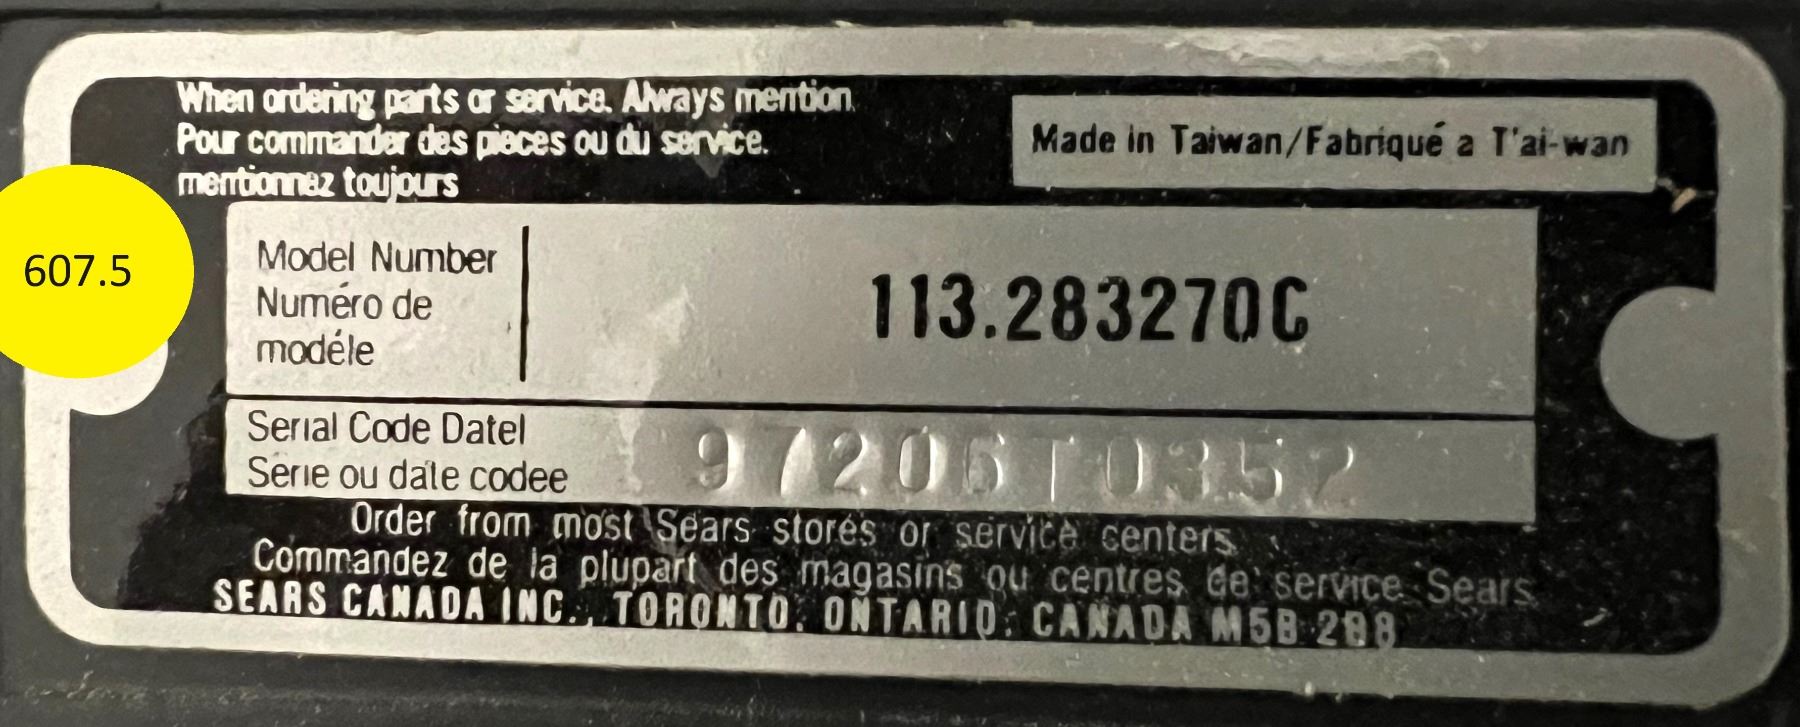 When ordering parts or service. Always mention
Pour commander des pieces ou du service.
mentionnez toujours
Made in Taiwan/Fabriqué a T'ai-wan
607.5
Model Number
Numéro de
modéle
113.283270C
Serial Code Datel
Serie ou date codee
97206T0352
Order from most Sears stores or service centers
Commandez de la plupart des magasins ou centres de service Sears
SEARS CANADA INC., TORONTO. ONTARIO. CANADA M5B 2B8